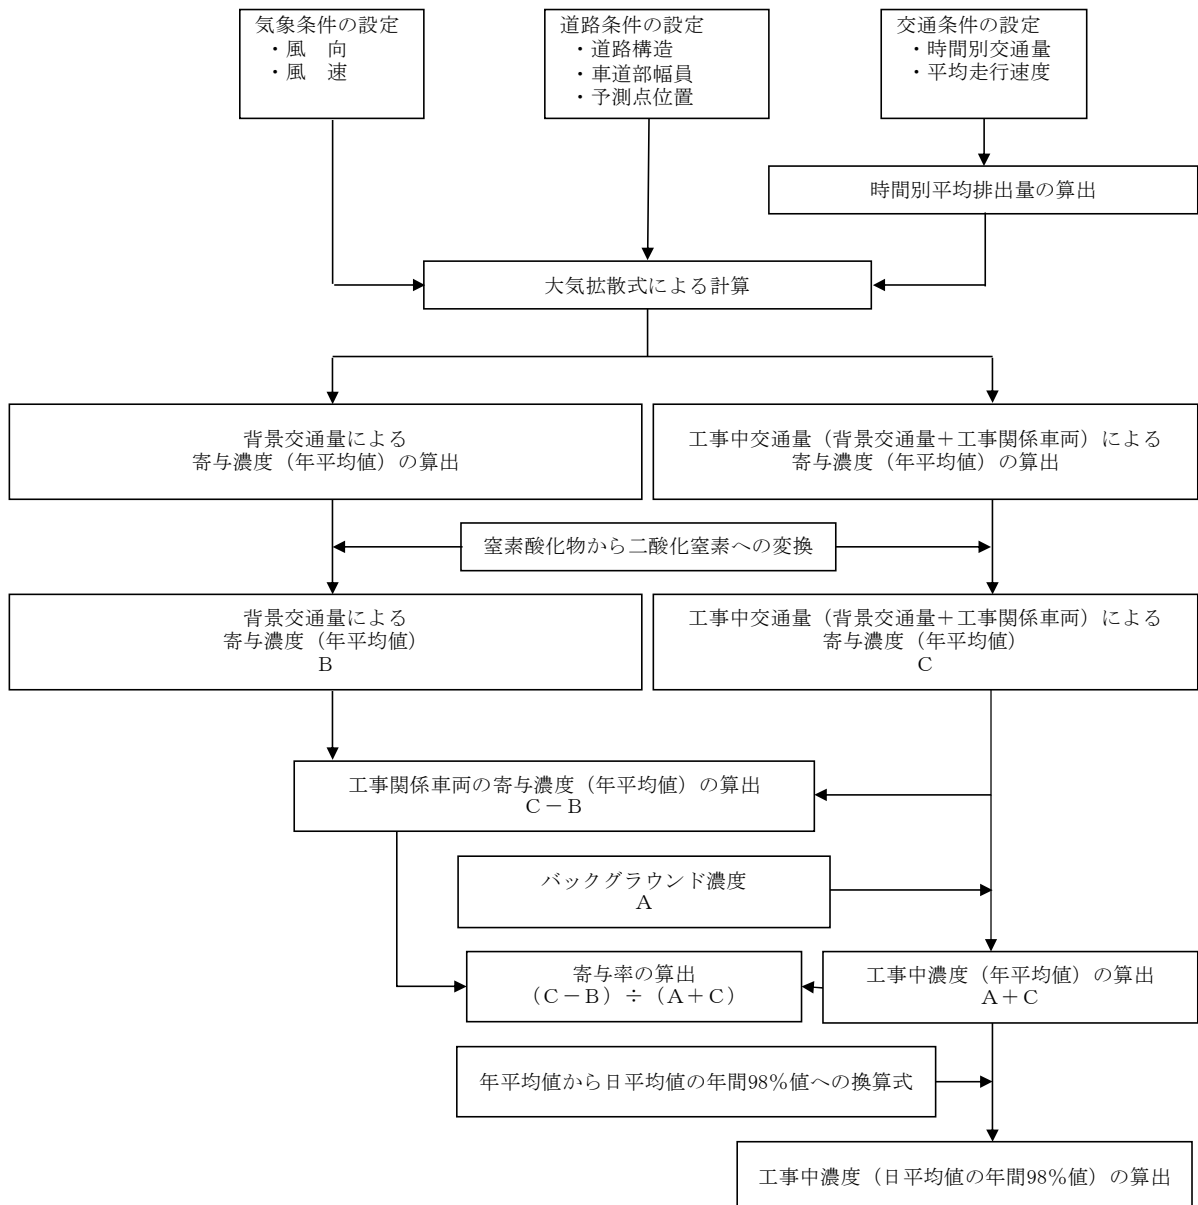 気象条件の設定
・風　向
・風　速
道路条件の設定
・道路構造
・車道部幅員
・予測点位置
交通条件の設定
・時間別交通量
・平均走行速度
時間別平均排出量の算出
大気拡散式による計算
背景交通量による
寄与濃度（年平均値）の算出
工事中交通量（背景交通量＋工事関係車両）による
寄与濃度（年平均値）の算出
窒素酸化物から二酸化窒素への変換
背景交通量による
寄与濃度（年平均値）
Ｂ
工事中交通量（背景交通量＋工事関係車両）による
寄与濃度（年平均値）
Ｃ
工事関係車両の寄与濃度（年平均値）の算出
Ｃ－Ｂ
バックグラウンド濃度
Ａ
寄与率の算出
（Ｃ－Ｂ）÷（Ａ＋Ｃ）
工事中濃度（年平均値）の算出
Ａ＋Ｃ
年平均値から日平均値の年間98％値への換算式
工事中濃度（日平均値の年間98％値）の算出